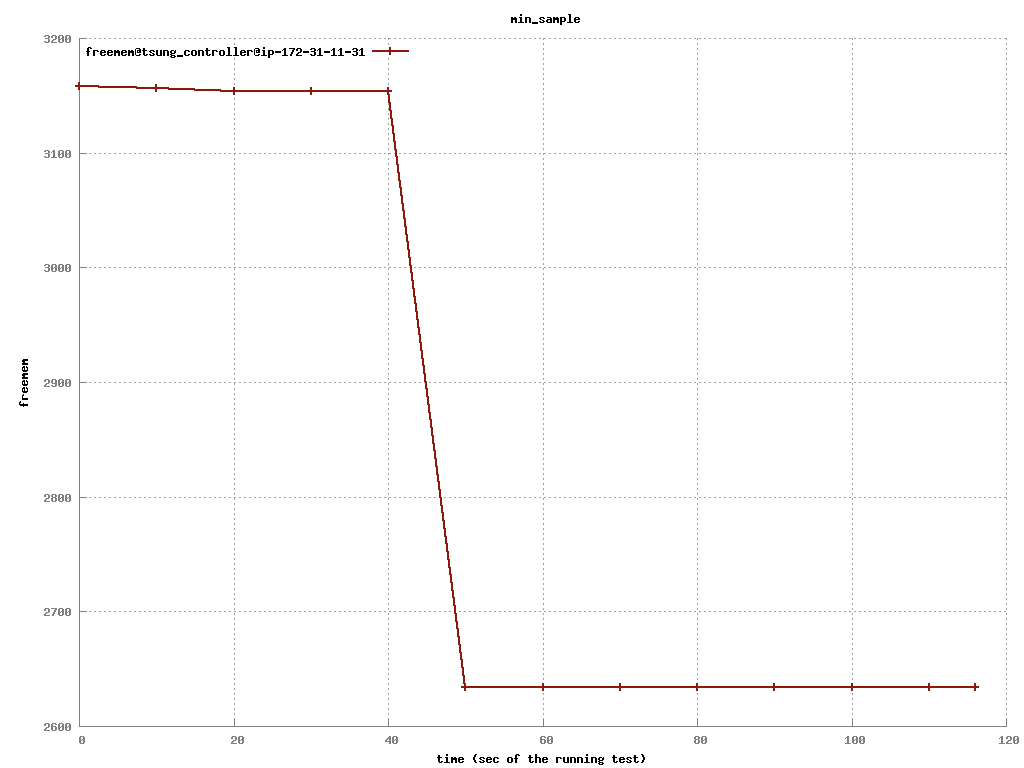 min_sample
freemem@tsung_controller@ip-172-31-11-31
3200
3100
3000
2900
2800
2700
2600
freemem
0 20 40 60 80 100 120
time (sec of the running test)